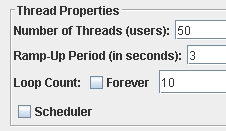 Thread Properties
Number of Threads (users): 50
Ramp-Up Period (in seconds): 3
Loop Count: Forever 10
Scheduler